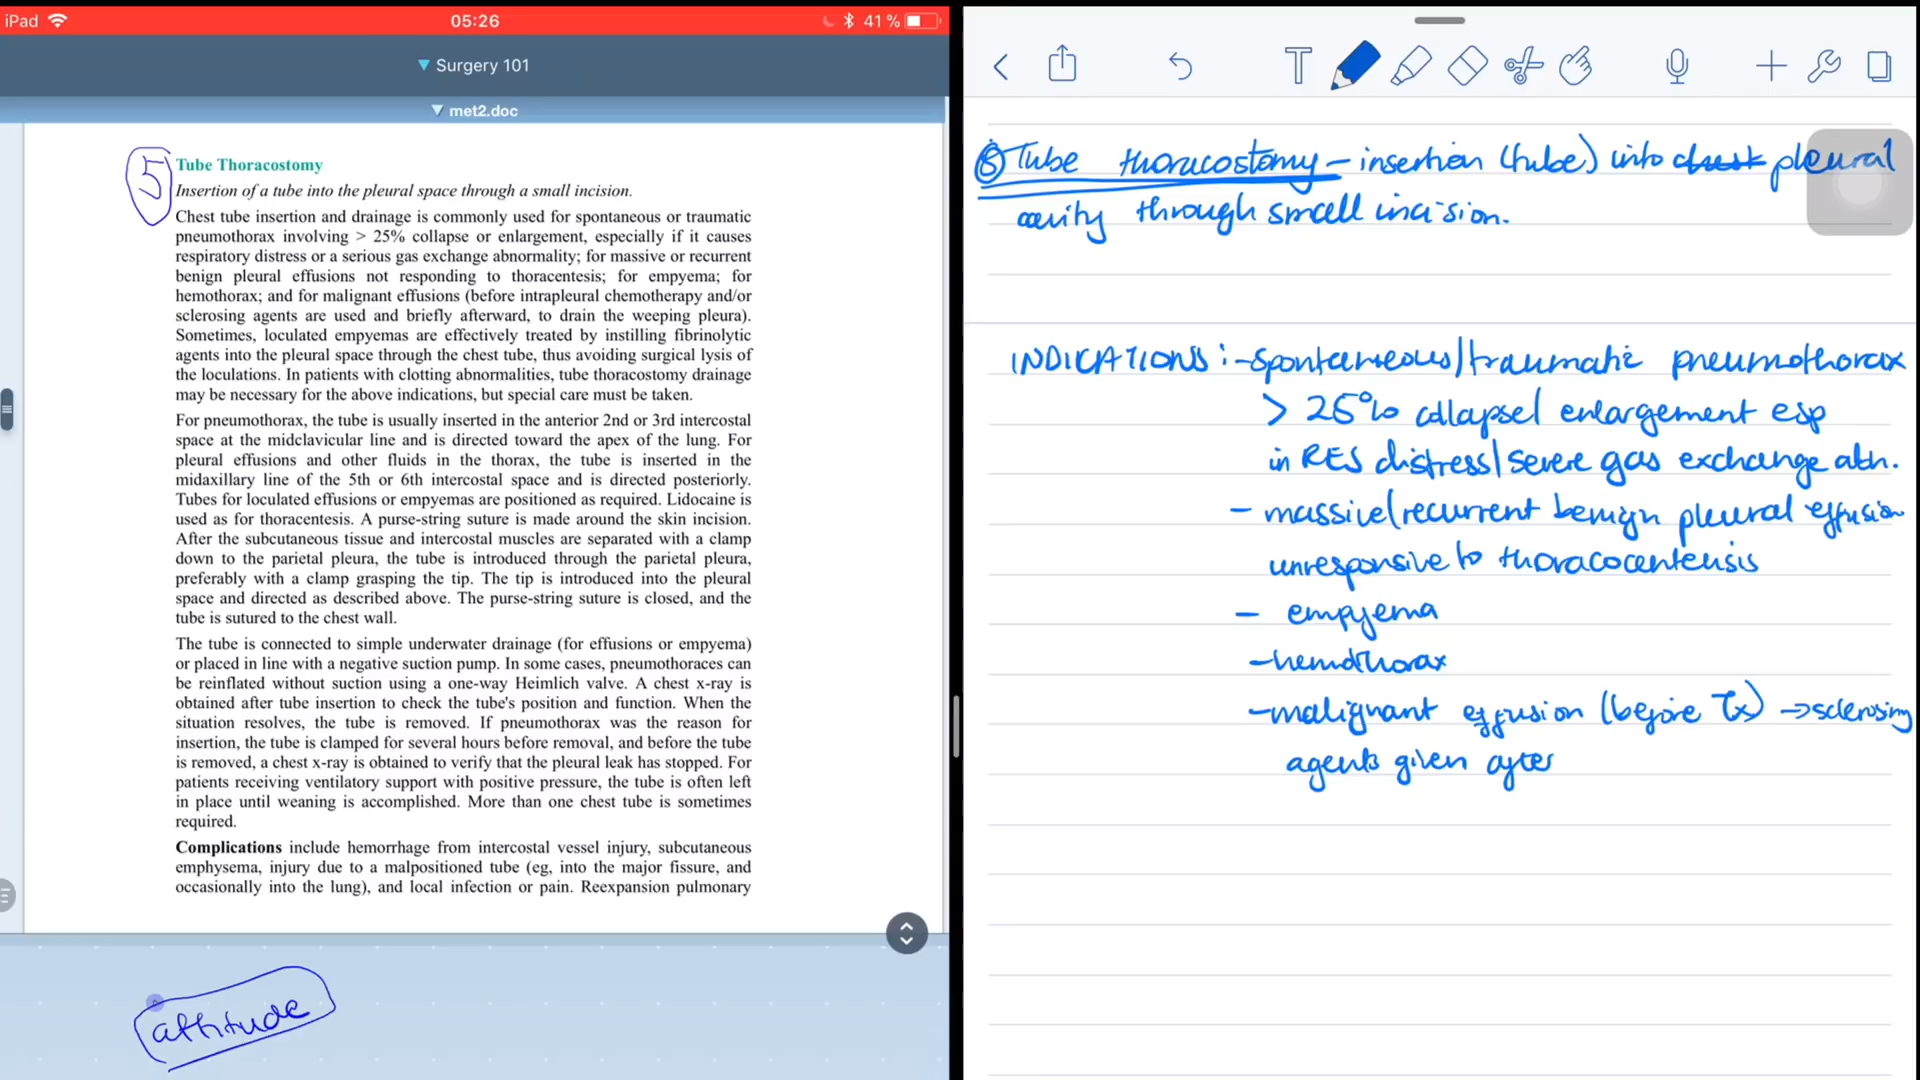 iPad
05:26
41 %
Surgery 101
met2.doc
5
Tube Thoracostomy
Insertion of a tube into the pleural space through a small incision.
Chest tube insertion and drainage is commonly used for spontaneous or traumatic
pneumothorax involving > 25% collapse or enlargement, especially if it causes
respiratory distress or a serious gas exchange abnormality; for massive or recurrent
benign pleural effusions not responding to thoracentesis; for empyema; for
hemothorax; and for malignant effusions (before intrapleural chemotherapy and/or
sclerosing agents are used and briefly afterward, to drain the weeping pleura).
Sometimes, loculated empyemas are effectively treated by instilling fibrinolytic
agents into the pleural space through the chest tube, thus avoiding surgical lysis of
the loculations. In patients with clotting abnormalities, tube thoracostomy drainage
may be necessary for the above indications, but special care must be taken.
For pneumothorax, the tube is usually inserted in the anterior 2nd or 3rd intercostal
space at the midclavicular line and is directed toward the apex of the lung. For
pleural effusions and other fluids in the thorax, the tube is inserted in the
midaxillary line of the 5th or 6th intercostal space and is directed posteriorly.
Tubes for loculated effusions or empyemas are positioned as required. Lidocaine is
used as for thoracentesis. A purse-string suture is made around the skin incision.
After the subcutaneous tissue and intercostal muscles are separated with a clamp
down to the parietal pleura, the tube is introduced through the parietal pleura,
preferably with a clamp grasping the tip. The tip is introduced into the pleural
space and directed as described above. The purse-string suture is closed, and the
tube is sutured to the chest wall.
The tube is connected to simple underwater drainage (for effusions or empyema)
or placed in line with a negative suction pump. In some cases, pneumothoraces can
be reinflated without suction using a one-way Heimlich valve. A chest x-ray is
obtained after tube insertion to check the tube's position and function. When the
situation resolves, the tube is removed. If pneumothorax was the reason for
insertion, the tube is clamped for several hours before removal, and before the tube
is removed, a chest x-ray is obtained to verify that the pleural leak has stopped. For
patients receiving ventilatory support with positive pressure, the tube is often left
in place until weaning is accomplished. More than one chest tube is sometimes
required.
Complications include hemorrhage from intercostal vessel injury, subcutaneous
emphysema, injury due to a malpositioned tube (eg, into the major fissure, and
occasionally into the lung), and local infection or pain. Reexpansion pulmonary
attitude
T
⑤ Tube thoracostomy – insertion (tube) into chest pleural
cavity through small incision.
INDICATIONS : - spontaneous/traumatic pneumothorax
> 25% collapse/ enlargement esp
in RES distress/severe gas exchange abn.
- massive/recurrent benign pleural effusion
unresponsive to thoracocentensis
- empyema
- hemothorax
- malignant effusion (before Tx) → sclerosing
agents given after